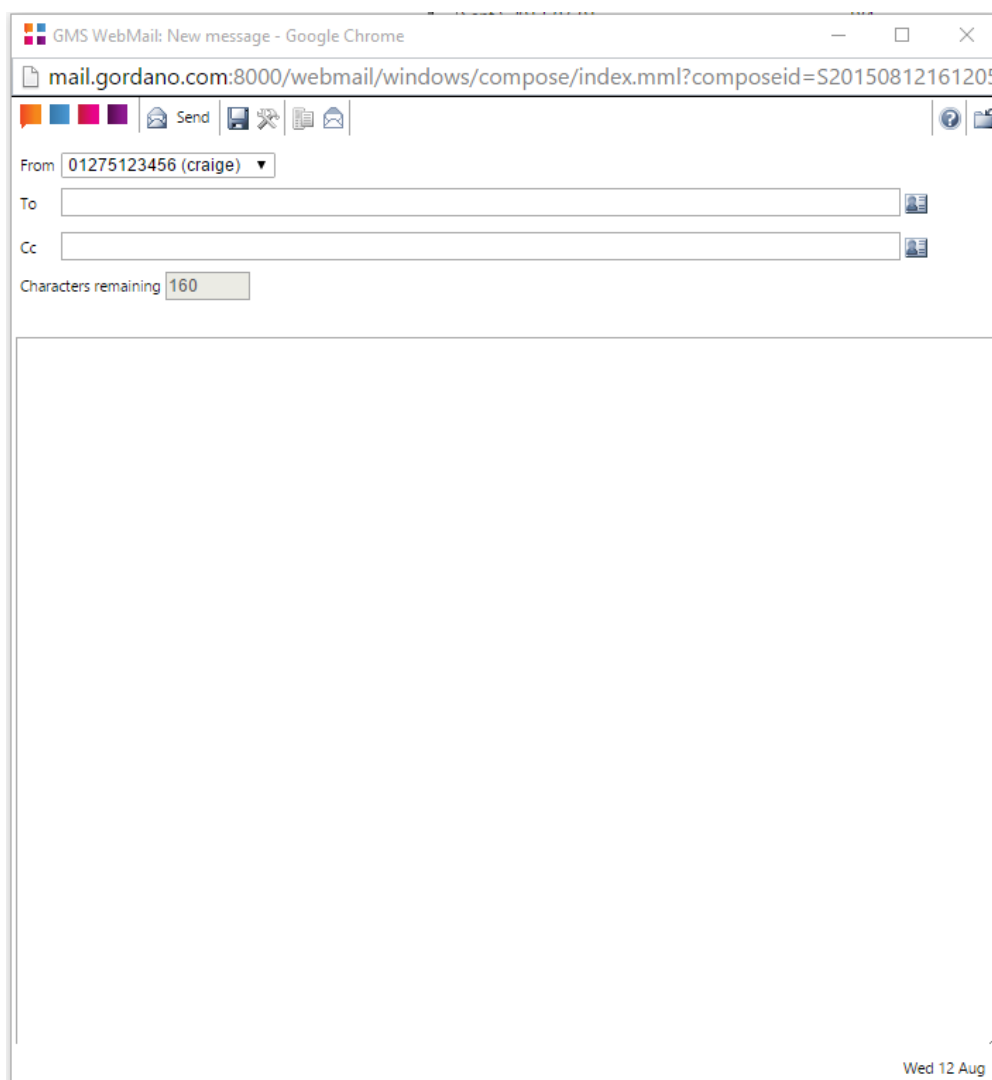 GMS WebMail: New message - Google Chrome
mail.gordano.com:8000/webmail/windows/compose/index.mml?composeid=S20150812161205
Send
From 01275123456 (craige)
To
Cc
Characters remaining 160
Wed 12 Aug